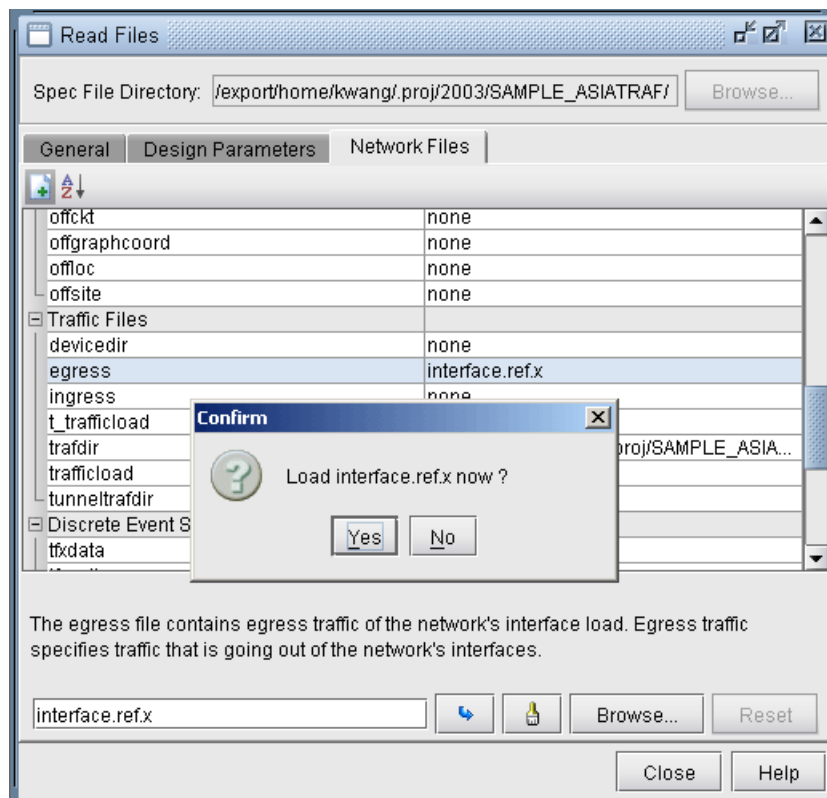 Read Files
Spec File Directory: /export/home/kwang/.proj/2003/SAMPLE_ASIATRAF/ Browse...
General Design Parameters Network Files
offckt none
offgraphcoord none
offloc none
offsite none
Traffic Files
devicedir none
egress interface.ref.x
ingress none
t_trafficload
trafdir proj/SAMPLE_ASIA...
trafficload
tunneltrafdir
Discrete Event S
tfxdata
Confirm
Load interface.ref.x now ?
Yes No
The egress file contains egress traffic of the network's interface load. Egress traffic
specifies traffic that is going out of the network's interfaces.
interface.ref.x Browse... Reset
Close Help